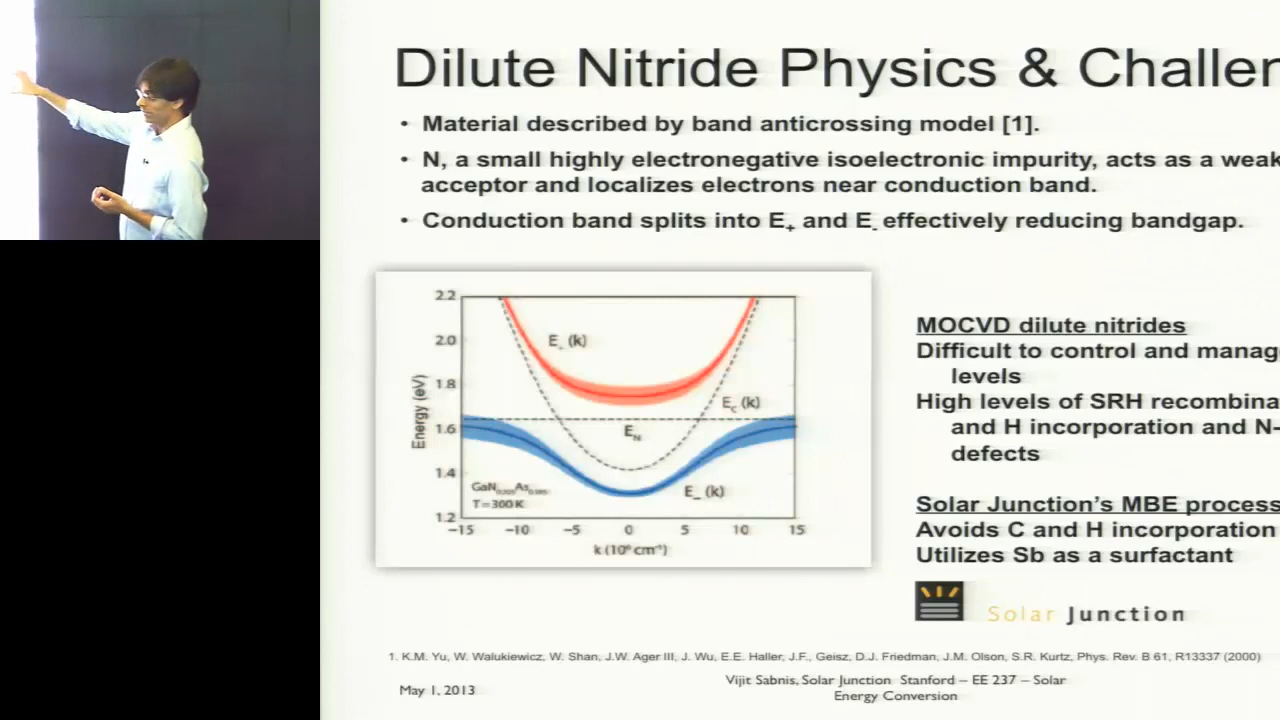 Dilute Nitride Physics & Challen
• Material described by band anticrossing model [1].
• N, a small highly electronegative isoelectronic impurity, acts as a weak
acceptor and localizes electrons near conduction band.
• Conduction band splits into E+ and E- effectively reducing bandgap.
2.2
2.0
1.8
1.6
1.4
1.2
Energy (eV)
E+ (k)
EC (k)
EN
E- (k)
T=300K
-15 -10 -5 0 5 10 15
k (10⁶ cm⁻¹)
MOCVD dilute nitrides
Difficult to control and manag
levels
High levels of SRH recombina
and H incorporation and N-
defects
Solar Junction's MBE process
Avoids C and H incorporation
Utilizes Sb as a surfactant
Solar Junction
1. K.M. Yu, W. Walukiewicz, W. Shan, J.W. Ager III, J. Wu, E.E. Haller, J.F., Geisz, D.J. Friedman, J.M. Olson, S.R. Kurtz, Phys. Rev. B 61, R13337 (2000)
May 1, 2013
Vijit Sabnis, Solar Junction Stanford – EE 237 – Solar
Energy Conversion